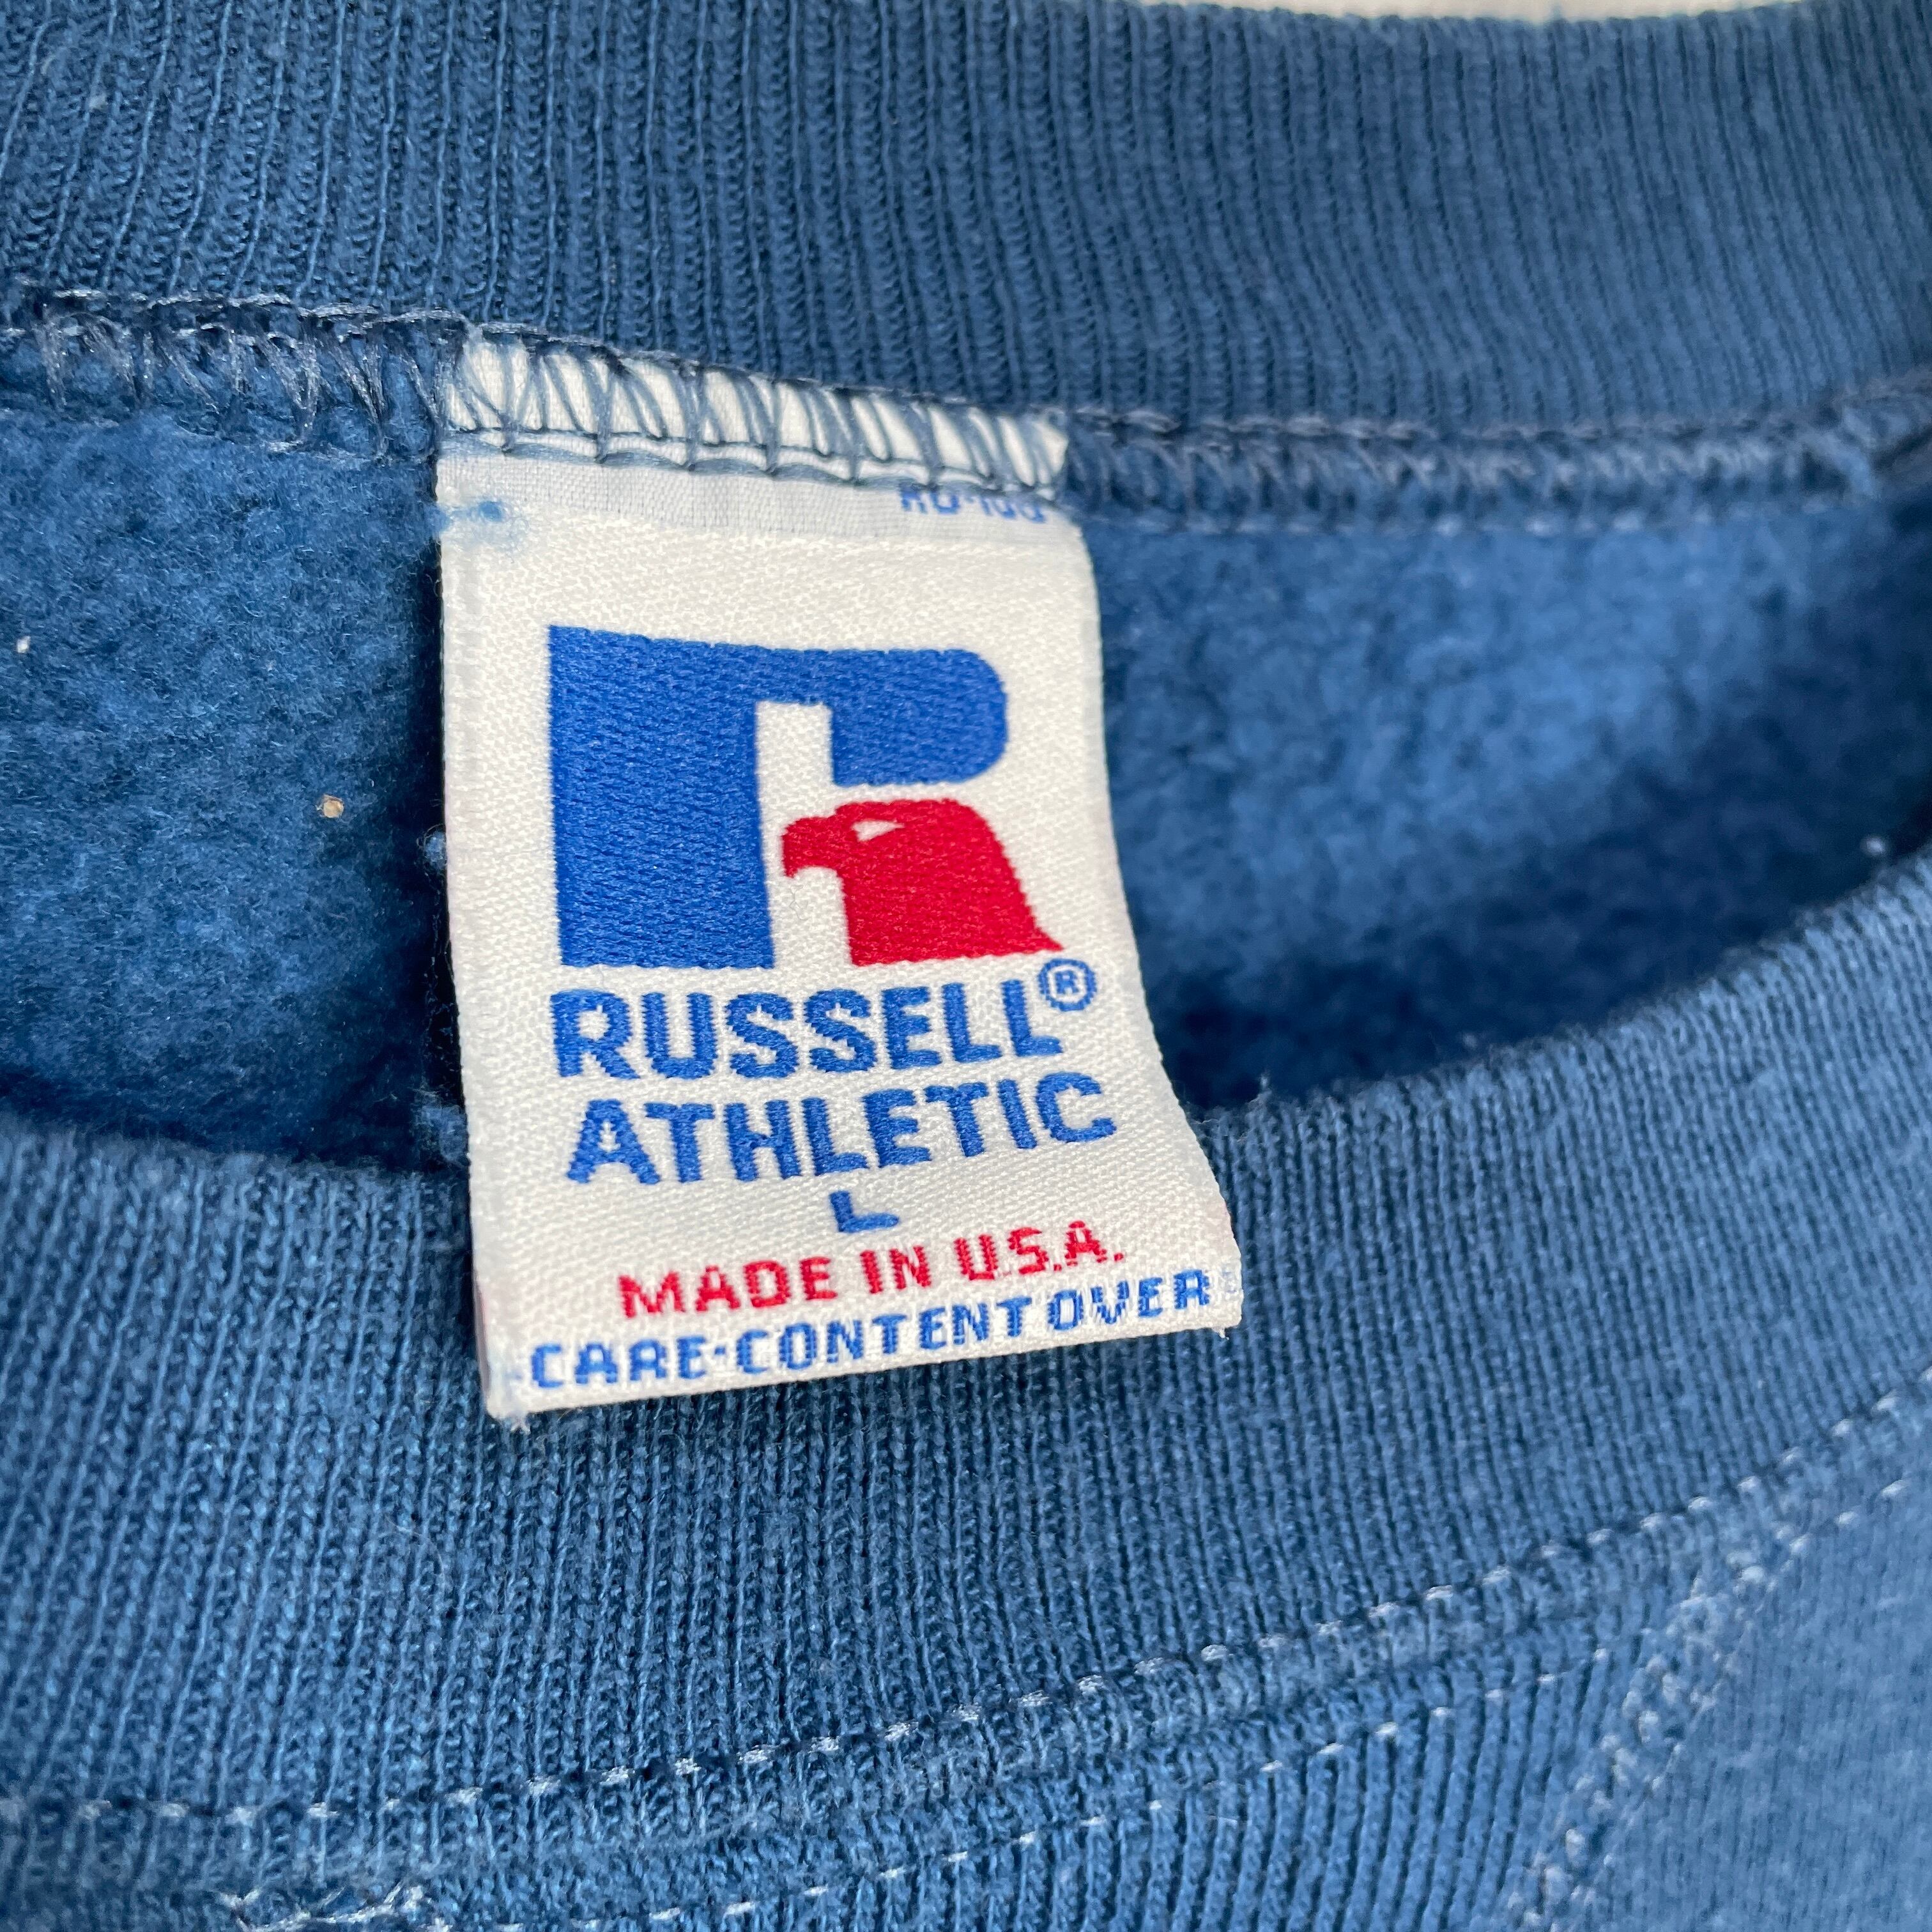 RUSSELL®
ATHLETIC
L
MADE IN U.S.A.
CARE·CONTENT OVER